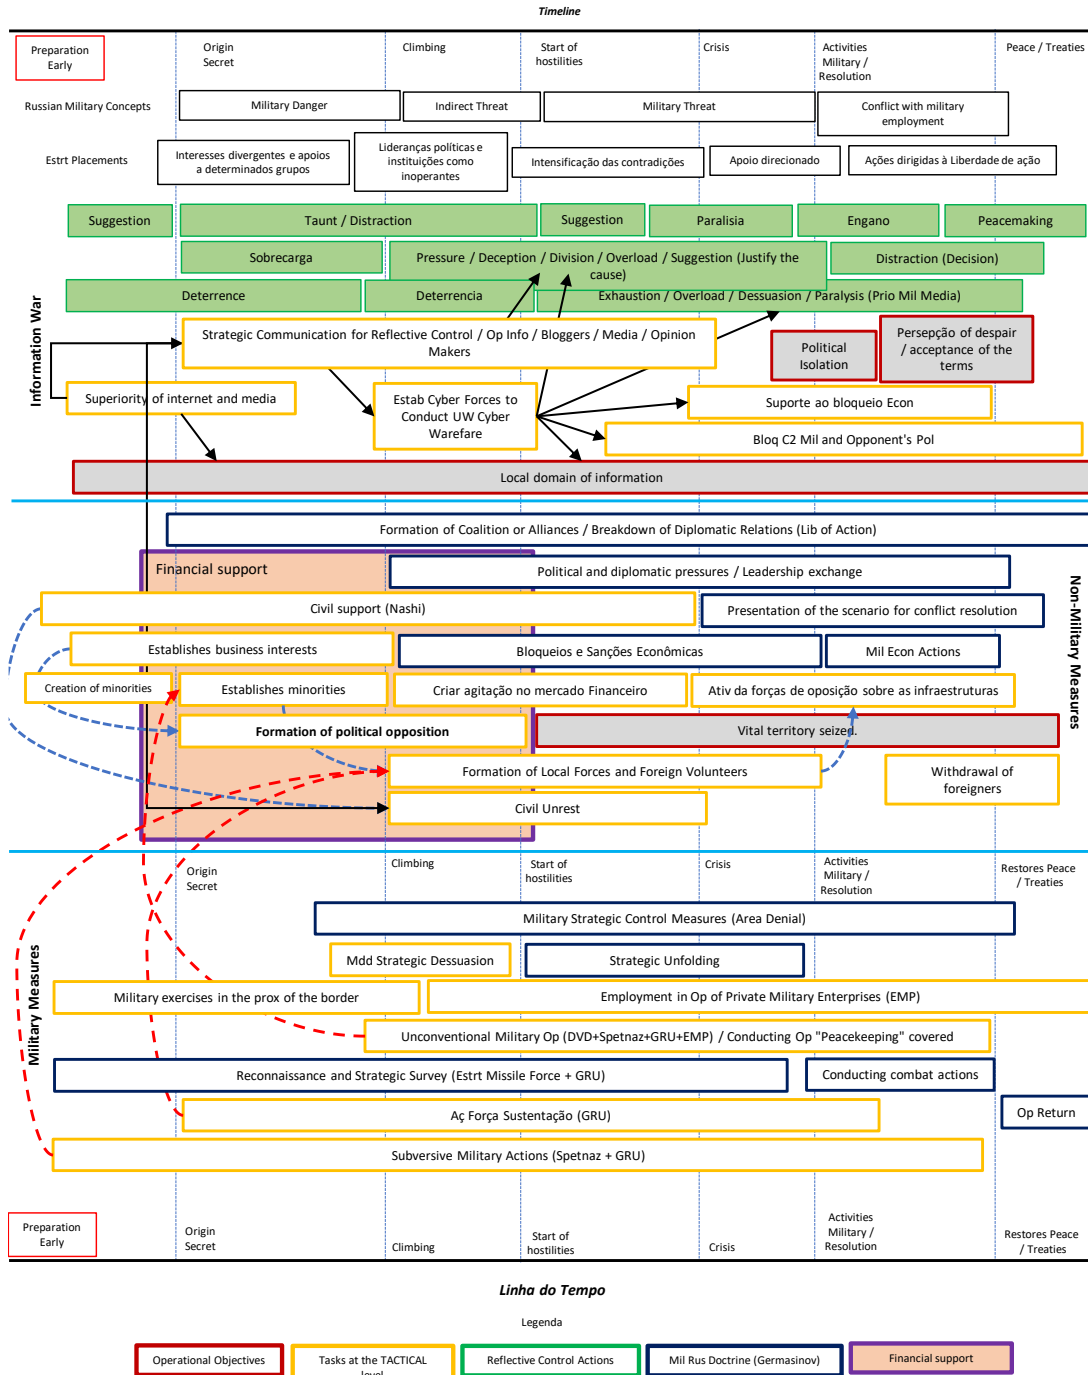 Timeline
Preparation
Early
Origin
Secret
Climbing
Start of
hostilities
Crisis
Activities
Military /
Resolution
Peace / Treaties
Russian Military Concepts
Military Danger
Indirect Threat
Military Threat
Conflict with military
employment
Estrt Placements
Interesses divergentes e apoios
a determinados grupos
Lideranças políticas e
instituições como
inoperantes
Intensificação das contradições
Apoio direcionado
Ações dirigidas à Liberdade de ação
Suggestion
Taunt / Distraction
Suggestion
Paralisia
Engano
Peacemaking
Sobrecarga
Pressure / Deception / Division / Overload / Suggestion (Justify the
cause)
Distraction (Decision)
Deterrence
Deterrencia
Exhaustion / Overload / Dessuasion / Paralysis (Prio Mil Media)
Information War
Strategic Communication for Reflective Control / Op Info / Bloggers / Media / Opinion
Makers
Political
Isolation
Persepção of despair
/ acceptance of the
terms
Superiority of internet and media
Estab Cyber Forces to
Conduct UW Cyber
Warefare
Suporte ao bloqueio Econ
Bloq C2 Mil and Opponent's Pol
Local domain of information
Formation of Coalition or Alliances / Breakdown of Diplomatic Relations (Lib of Action)
Financial support
Political and diplomatic pressures / Leadership exchange
Non-Military Measures
Civil support (Nashi)
Presentation of the scenario for conflict resolution
Establishes business interests
Bloqueios e Sanções Econômicas
Mil Econ Actions
Creation of minorities
Establishes minorities
Criar agitação no mercado Financeiro
Ativ da forças de oposição sobre as infraestruturas
Formation of political opposition
Vital territory seized.
Formation of Local Forces and Foreign Volunteers
Withdrawal of
foreigners
Civil Unrest
Origin
Secret
Climbing
Start of
hostilities
Crisis
Activities
Military /
Resolution
Restores Peace
/ Treaties
Military Measures
Military Strategic Control Measures (Area Denial)
Mdd Strategic Dessuasion
Strategic Unfolding
Military exercises in the prox of the border
Employment in Op of Private Military Enterprises (EMP)
Unconventional Military Op (DVD+Spetnaz+GRU+EMP) / Conducting Op "Peacekeeping" covered
Reconnaissance and Strategic Survey (Estrt Missile Force + GRU)
Conducting combat actions
Aç Força Sustentação (GRU)
Op Return
Subversive Military Actions (Spetnaz + GRU)
Preparation
Early
Origin
Secret
Climbing
Start of
hostilities
Crisis
Activities
Military /
Resolution
Restores Peace
/ Treaties
Linha do Tempo
Legenda
Operational Objectives
Tasks at the TACTICAL
level
Reflective Control Actions
Mil Rus Doctrine (Germasinov)
Financial support